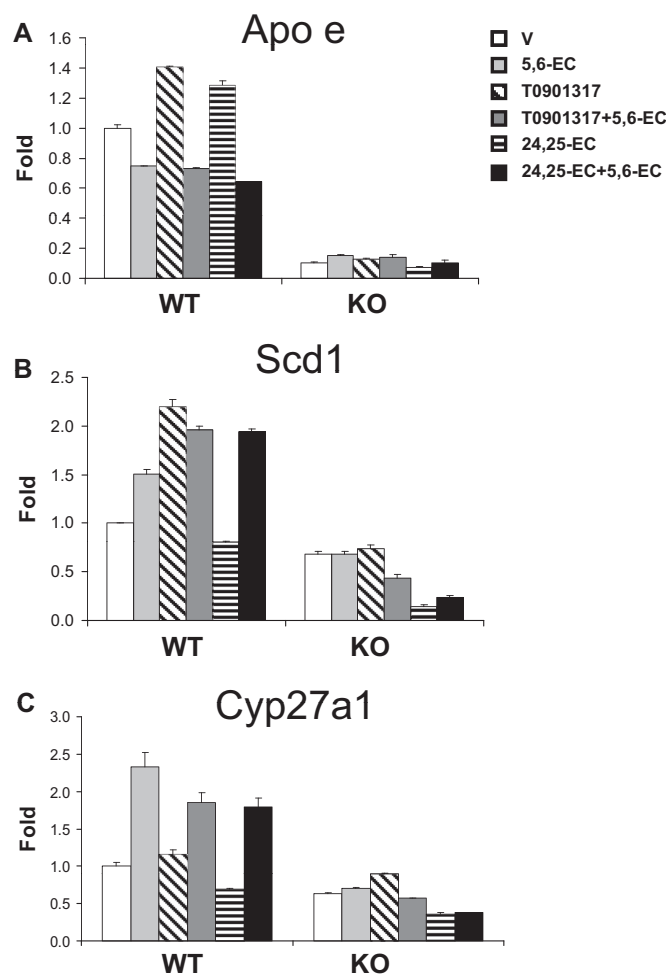 A
Apo e
1.6
1.4
1.2
1.0
0.8
0.6
0.4
0.2
0.0
Fold
WT KO
V
5,6-EC
T0901317
T0901317+5,6-EC
24,25-EC
24,25-EC+5,6-EC
B
Scd1
2.5
2.0
1.5
1.0
0.5
0.0
Fold
WT KO
C
Cyp27a1
3.0
2.5
2.0
1.5
1.0
0.5
0.0
Fold
WT KO